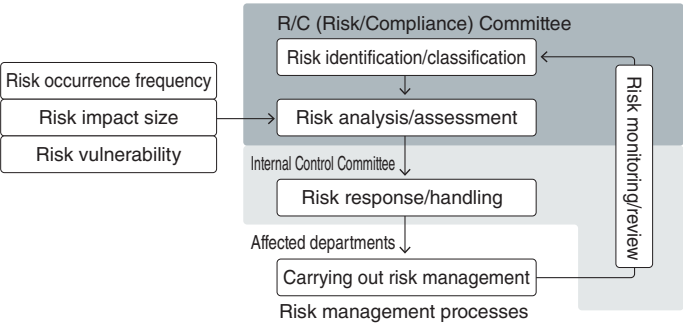 R/C (Risk/Compliance) Committee
Risk identification/classification
Risk occurrence frequency
Risk impact size
Risk vulnerability
Risk analysis/assessment
Internal Control Committee
Risk response/handling
Affected departments
Carrying out risk management
Risk monitoring/review
Risk management processes